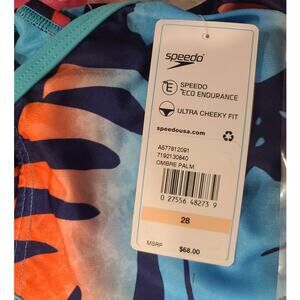 speedo
E SPEEDO
ECO ENDURANCE
ULTRA CHEEKY FIT
speedousa.com
A577812091
7192130840
OMBRE PALM
0 27556 48273 9
28
MSRP $68.00